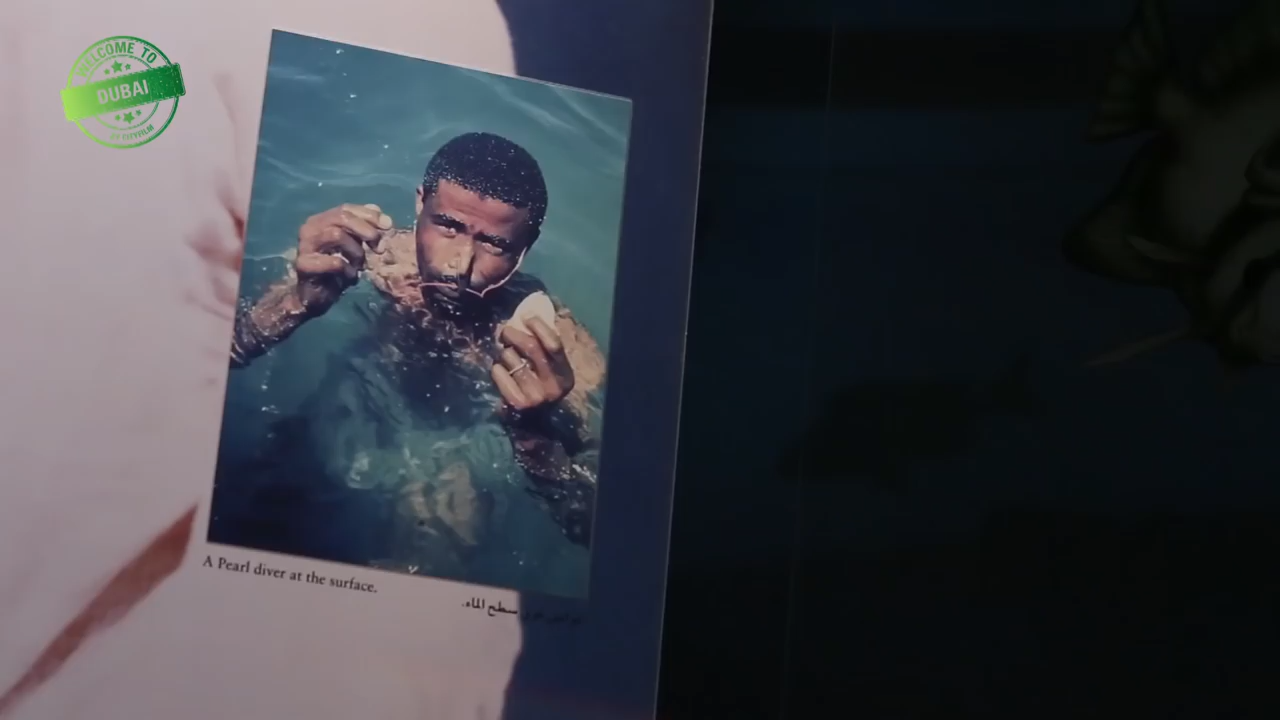 WELCOME TO
DUBAI
A Pearl diver at the surface.
سطح الماء.